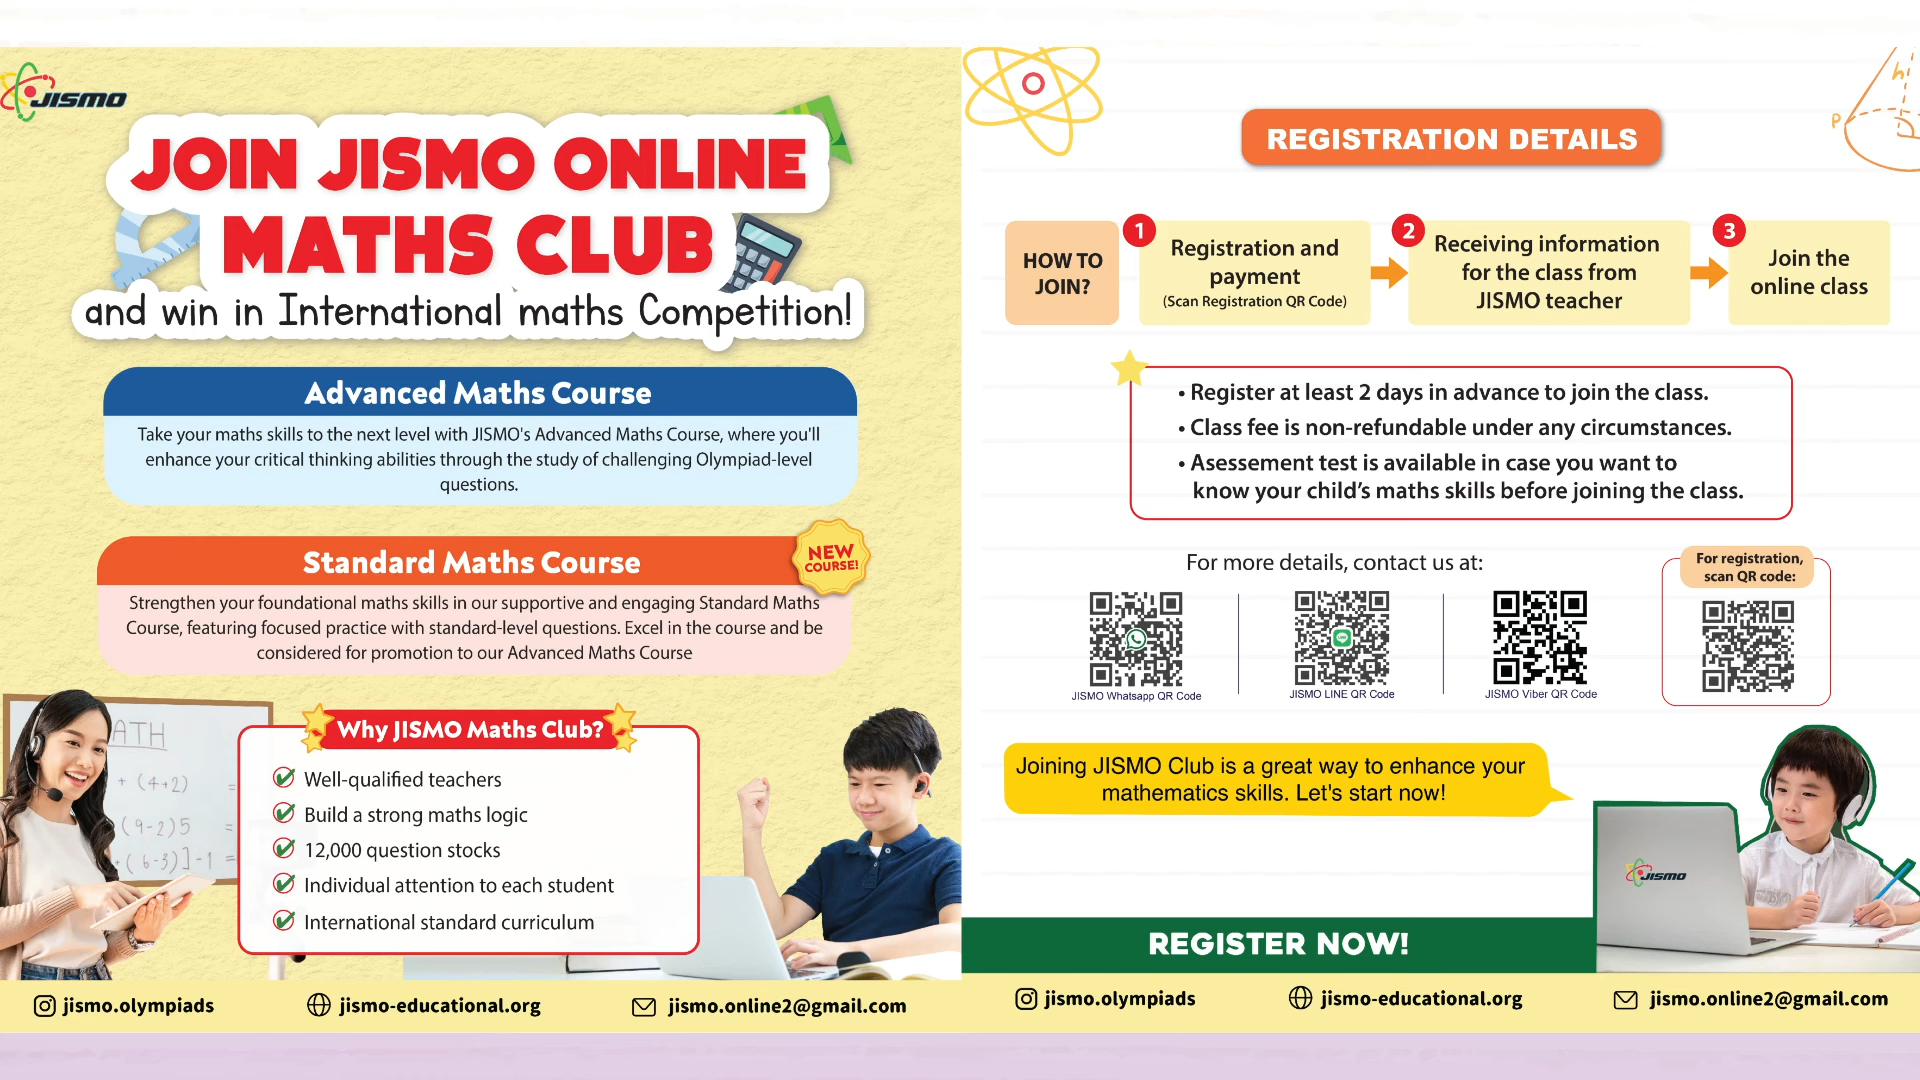 JISMO
JOIN JISMO ONLINE
MATHS CLUB
and win in International maths Competition!
Advanced Maths Course
Take your maths skills to the next level with JISMO's Advanced Maths Course, where you'll
enhance your critical thinking abilities through the study of challenging Olympiad-level
questions.
Standard Maths Course
NEW
COURSE!
Strengthen your foundational maths skills in our supportive and engaging Standard Maths
Course, featuring focused practice with standard-level questions. Excel in the course and be
considered for promotion to our Advanced Maths Course
ATH
+ (4+2) =
(9-2)5 =
+(6-3)]-1 =
Why JISMO Maths Club?
Well-qualified teachers
Build a strong maths logic
12,000 question stocks
Individual attention to each student
International standard curriculum
jismo.olympiads
jismo-educational.org
jismo.online2@gmail.com
h
P
REGISTRATION DETAILS
HOW TO
JOIN?
1
Registration and
payment
(Scan Registration QR Code)
2
Receiving information
for the class from
JISMO teacher
3
Join the
online class
• Register at least 2 days in advance to join the class.
• Class fee is non-refundable under any circumstances.
• Asessement test is available in case you want to
know your child's maths skills before joining the class.
For more details, contact us at:
JISMO Whatsapp QR Code
LINE
JISMO LINE QR Code
JISMO Viber QR Code
For registration,
scan QR code:
Joining JISMO Club is a great way to enhance your
mathematics skills. Let's start now!
JISMO
REGISTER NOW!
jismo.olympiads
jismo-educational.org
jismo.online2@gmail.com